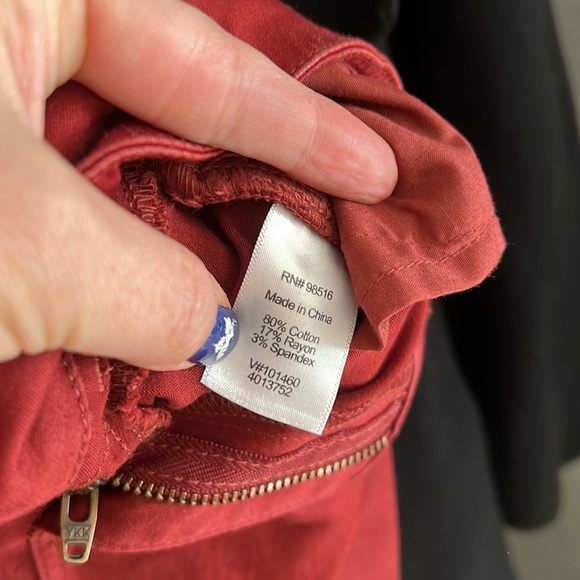 RN# 98516
Made in China
80% Cotton
17% Rayon
3% Spandex
V#101460
4013752
YKK